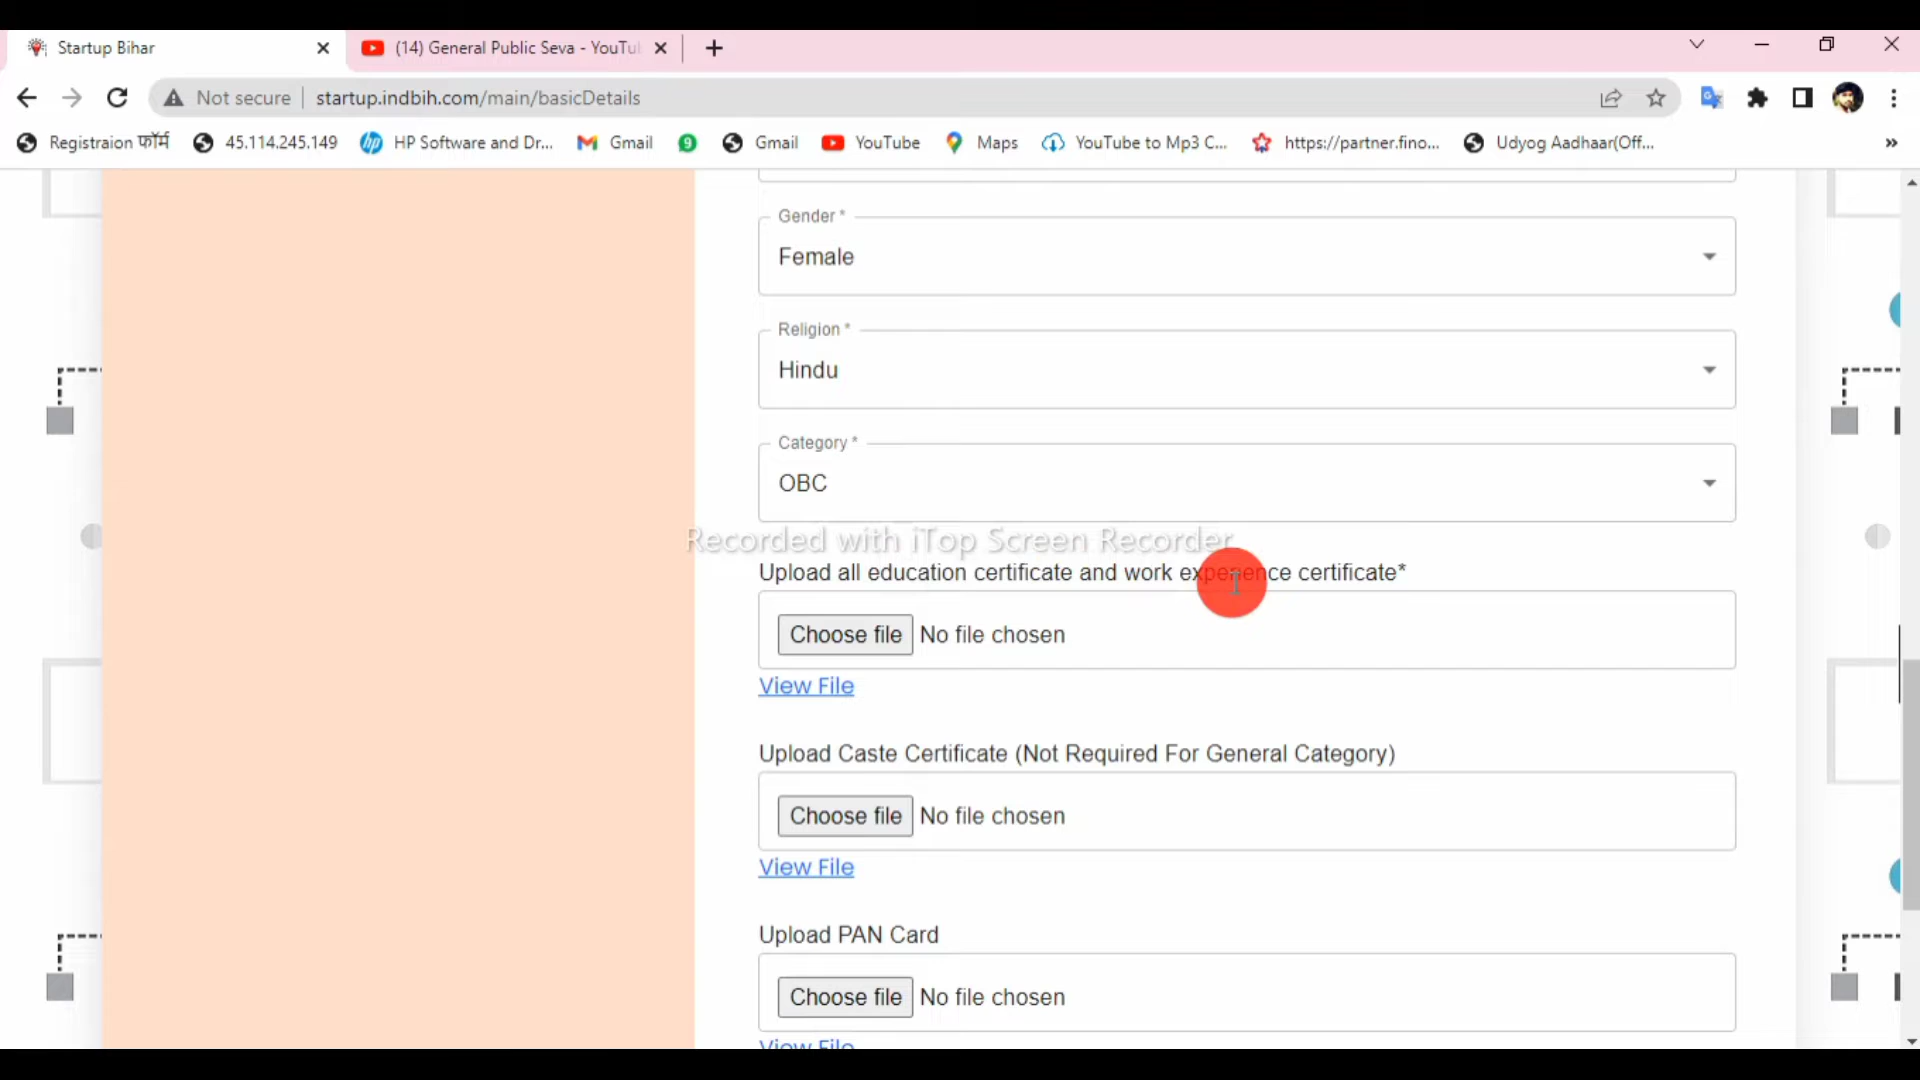 Startup Bihar
(14) General Public Seva - YouTu
Not secure
startup.indbih.com/main/basicDetails
Registraion फॉर्म
45.114.245.149
HP Software and Dr...
Gmail
9
Gmail
YouTube
Maps
YouTube to Mp3 C...
https://partner.fino...
Udyog Aadhaar(Off...
»
Gender *
Female
Religion *
Hindu
Category *
OBC
Recorded with iTop Screen Recorder
Upload all education certificate and work experience certificate*
Choose file No file chosen
View File
Upload Caste Certificate (Not Required For General Category)
Choose file No file chosen
View File
Upload PAN Card
Choose file No file chosen
View File